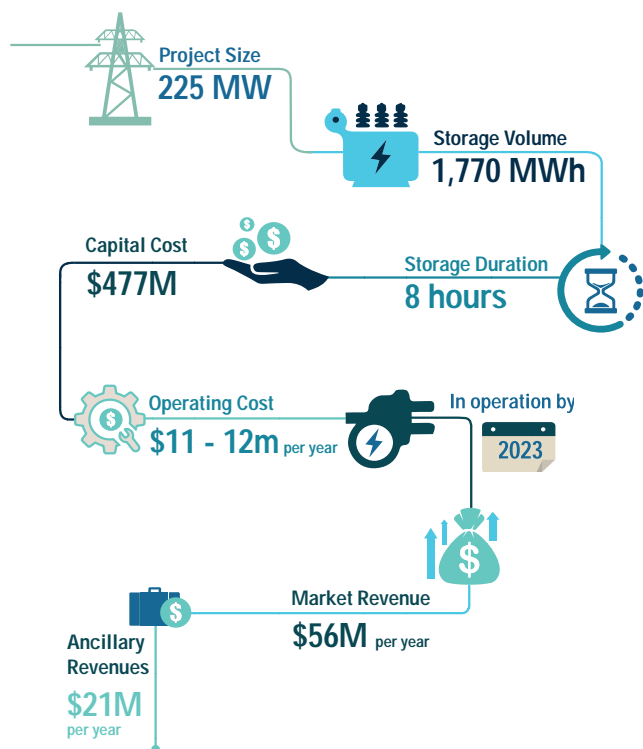 Project Size
225 MW
Storage Volume
1,770 MWh
Capital Cost
$477M
Storage Duration
8 hours
Operating Cost
$11 - 12m per year
In operation by
2023
Market Revenue
$56M per year
Ancillary
Revenues
$21M
per year